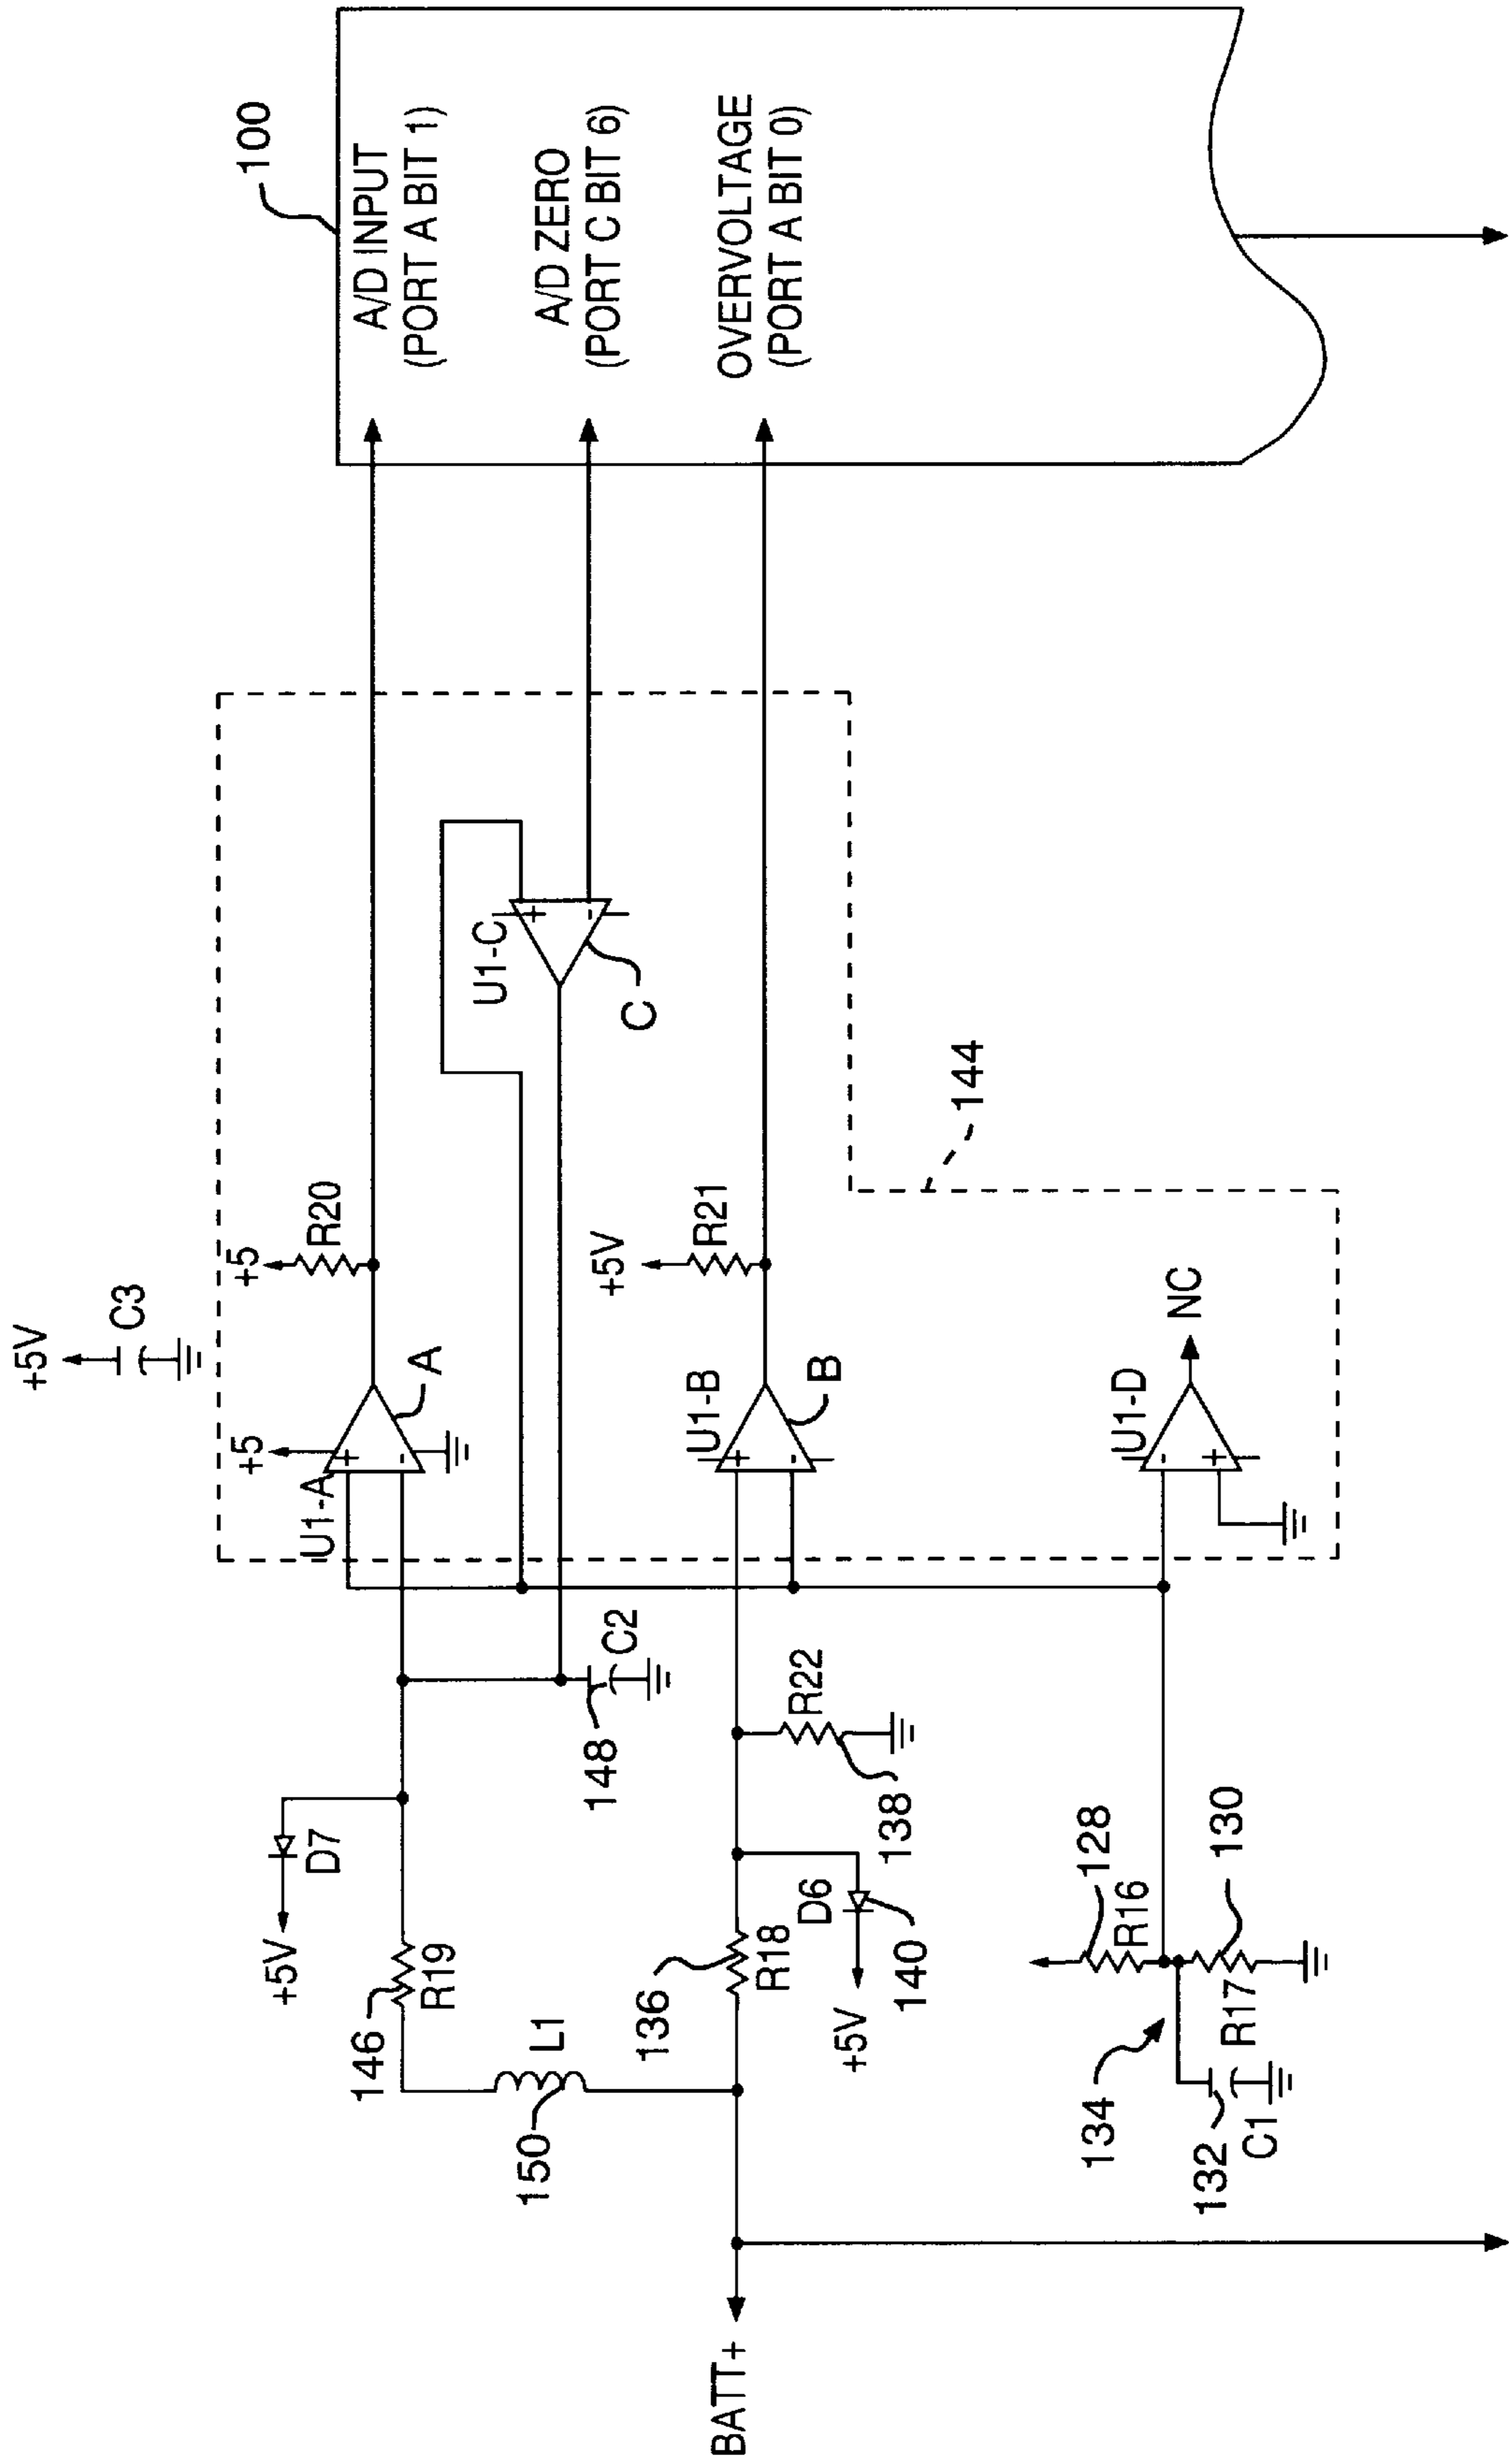 100
A/D INPUT
(PORT A BIT 1)
A/D ZERO
(PORT C BIT 6)
OVERVOLTAGE
(PORT A BIT 0)
+5V
C3
+5
R20
+5
U1-A
+
-
A
U1-C
+
-
C
+5V
R21
U1-B
+
-
B
144
U1-D
-
+
NC
+5V
D7
146
R19
L1
150
148
C2
136
R18
R22
138
D6
140
+5V
BATT+
128
R16
130
R17
134
132
C1